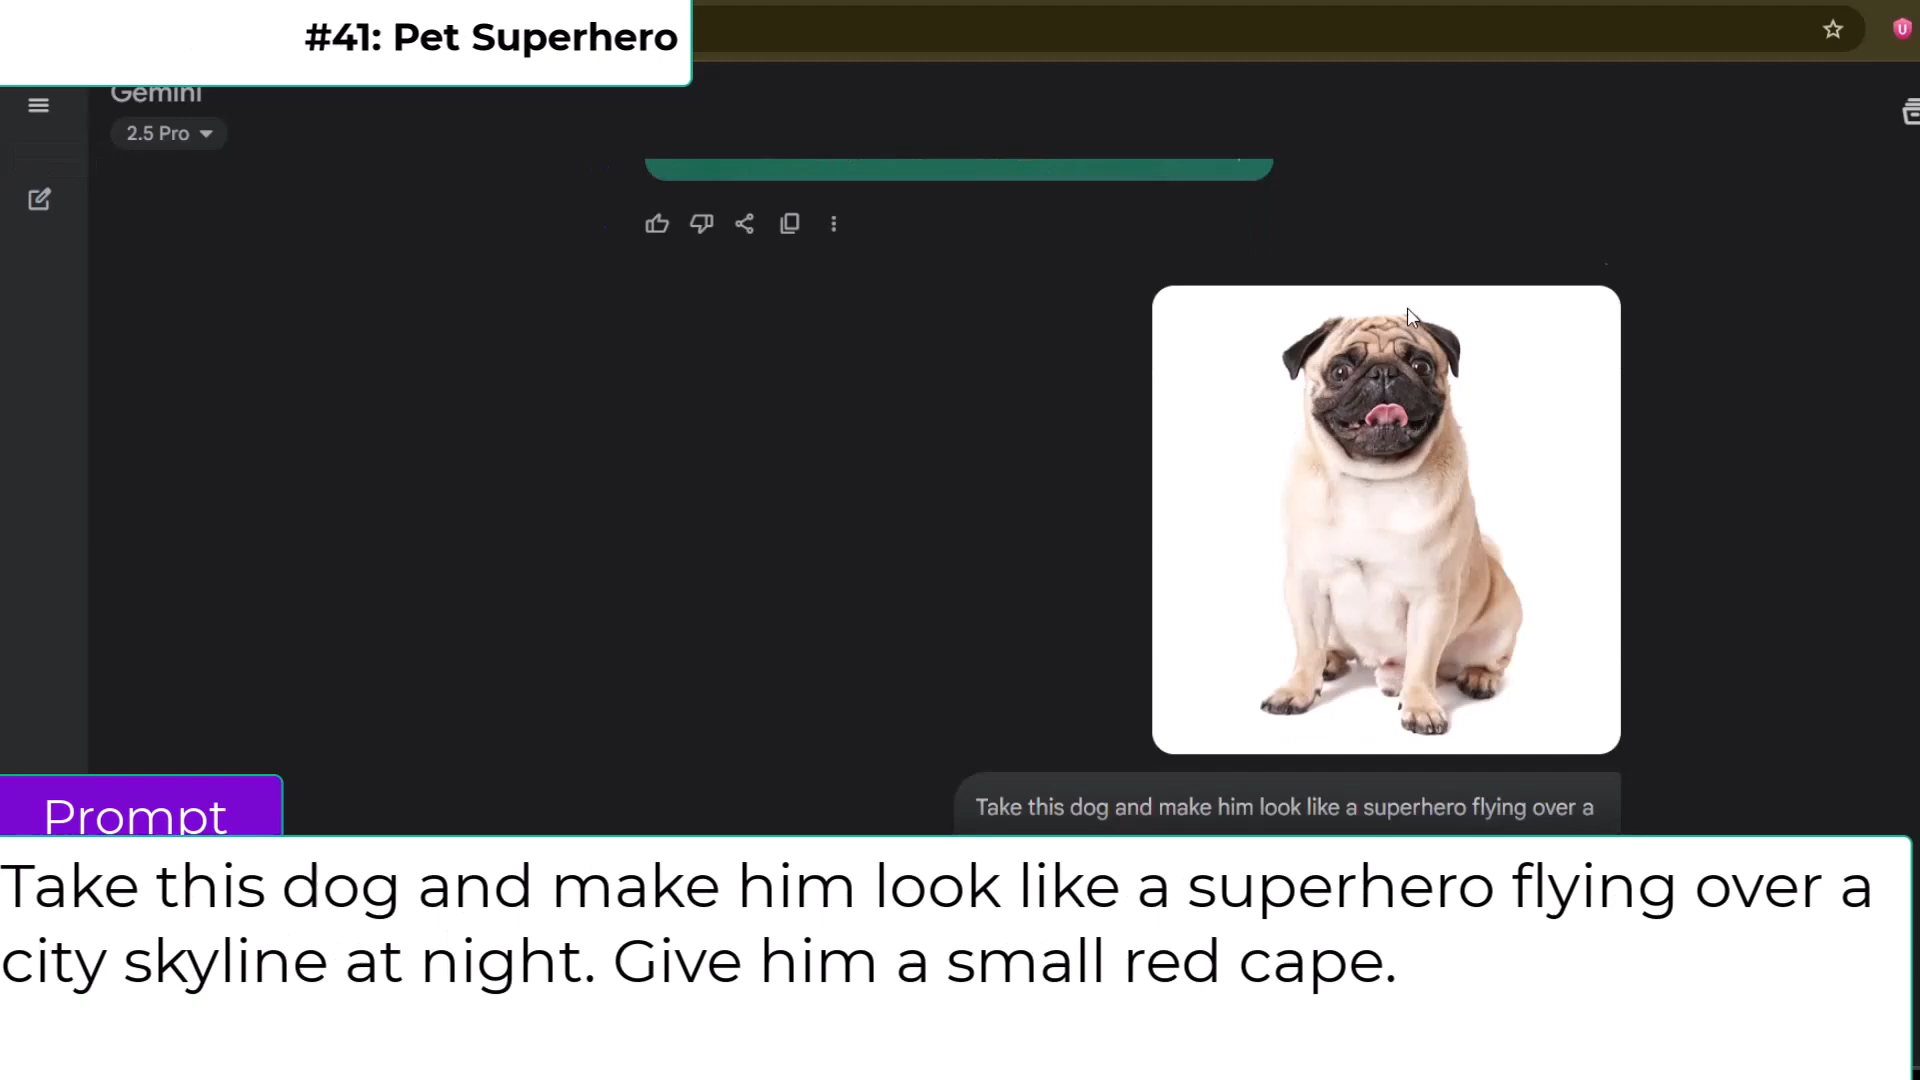 #41: Pet Superhero
Gemini
2.5 Pro
U
Take this dog and make him look like a superhero flying over a
Prompt
Take this dog and make him look like a superhero flying over a
city skyline at night. Give him a small red cape.